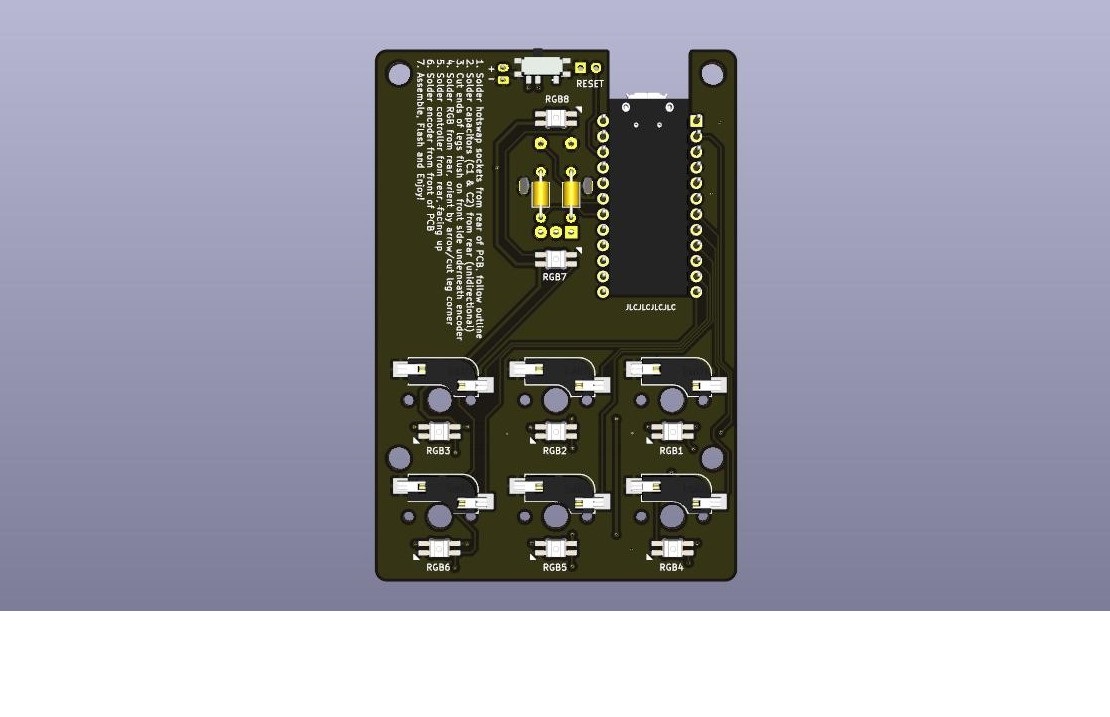 1. Solder hotswap sockets from rear of PCB, follow outline
2. Solder capacitors (C1 & C2) from rear (unidirectional)
3. Cut ends of legs flush on front side underneath encoder
4. Solder RGB from rear, orient by arrow/cut leg corner
5. Solder controller from rear, facing up
6. Solder encoder from front of PCB
7. Assemble, Flash and Enjoy!
+
-
RESET
RGB8
RGB7
JLCJLCJLCJLC
RGB3
RGB2
RGB1
RGB6
RGB5
RGB4